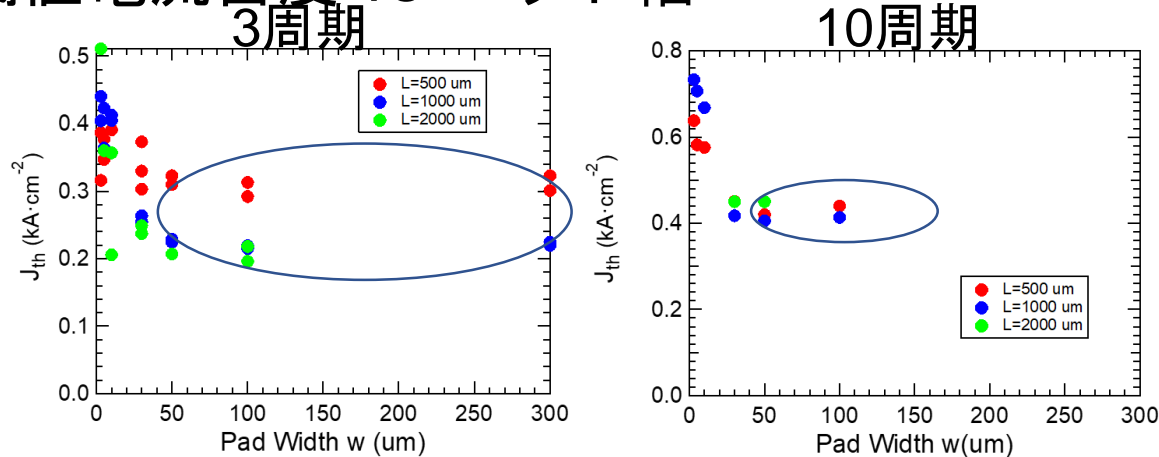 3周期
10周期
0.5
0.4
0.3
0.2
0.1
0.0
Jth (kA·cm-2)
L=500 um
L=1000 um
L=2000 um
0
50
100
150
200
250
300
Pad Width w (um)
0.8
0.6
0.4
0.2
0.0
Jth (kA·cm-2)
L=500 um
L=1000 um
L=2000 um
0
50
100
150
200
250
300
Pad Width w(um)